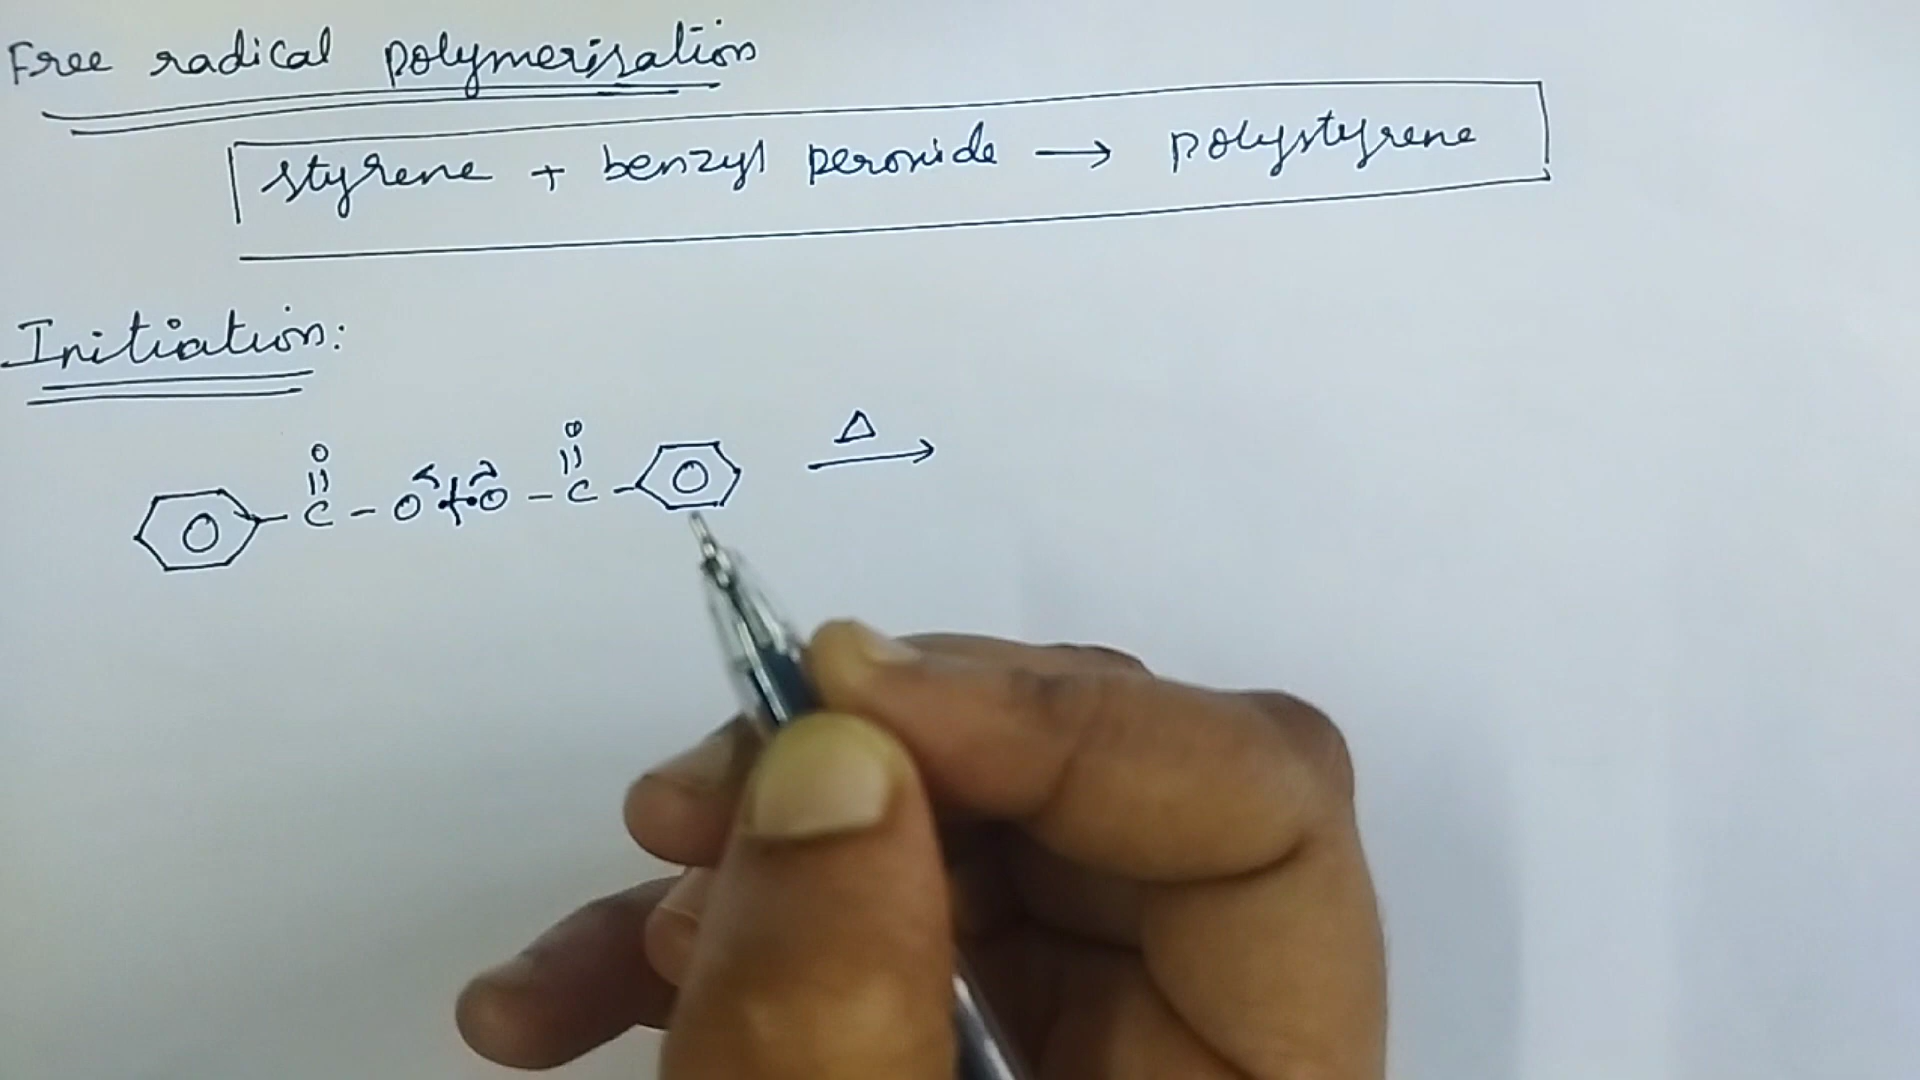 Free radical polymerisation
styrene + benzyl peroxide → polystyrene
Initiation:
O O Δ
C - O O - C →